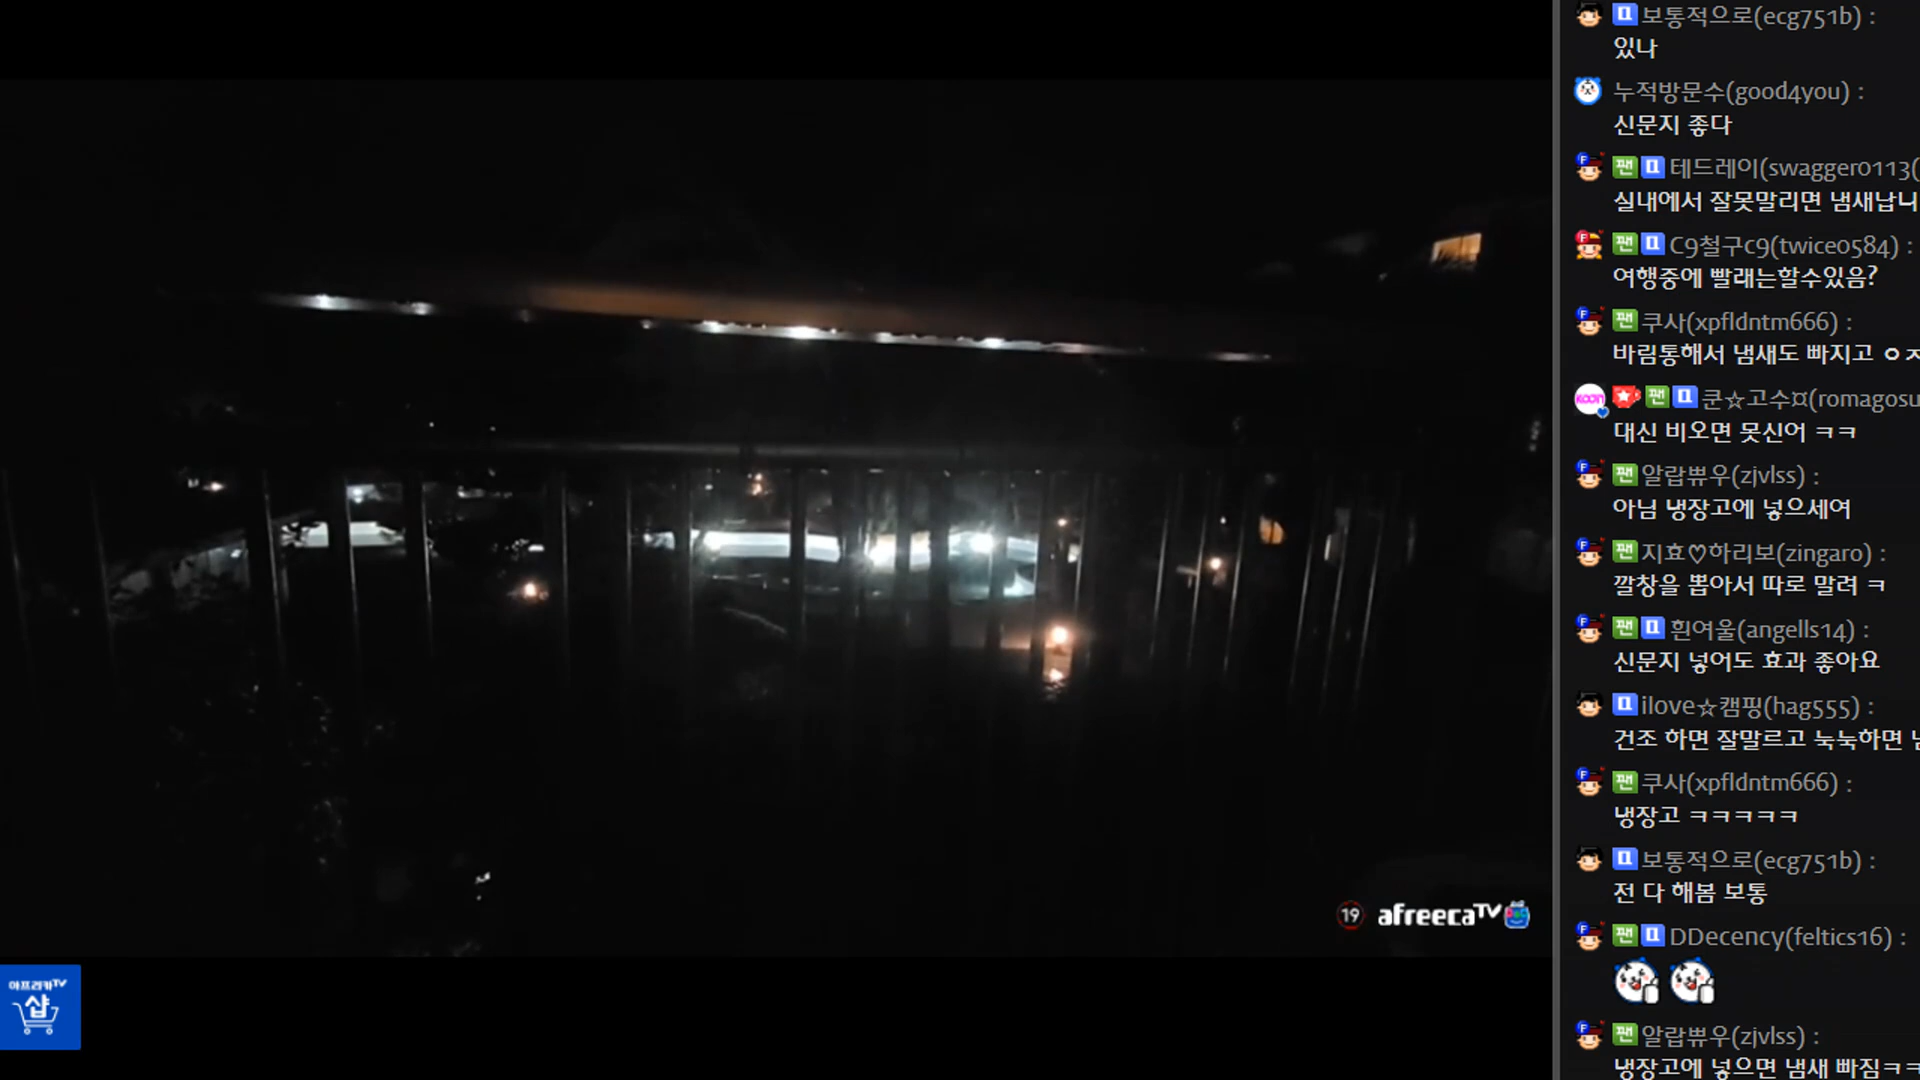 보통적으로(ecg751b) :
있나
누적방문수(good4you) :
신문지 좋다
팬 테드레이(swagger0113(
실내에서 잘못말리면 냄새납니
팬 C9철구c9(twice0584) :
여행중에 빨래는할수있음?
팬 쿠사(xpfldntm666) :
바림통해서 냄새도 빠지고 ㅇㅈ
팬 쿤☆고수¤(romagosu
대신 비오면 못신어 ㅋㅋ
팬 알랍쀼우(zjvlss) :
아님 냉장고에 넣으세여
팬 지효♡하리보(zingaro) :
깔창을 뽑아서 따로 말려 ㅋ
팬 흰여울(angells14) :
신문지 넣어도 효과 좋아요
ilove☆캠핑(hag555) :
건조 하면 잘말르고 눅눅하면
팬 쿠사(xpfldntm666) :
냉장고 ㅋㅋㅋㅋㅋ
보통적으로(ecg751b) :
전 다 해봄 보통
팬 DDecency(feltics16) :
팬 알랍쀼우(zjvlss) :
냉장고에 넣으면 냄새 빠짐ㅋㅋ
19 afreecaTV
아프리카TV
샵